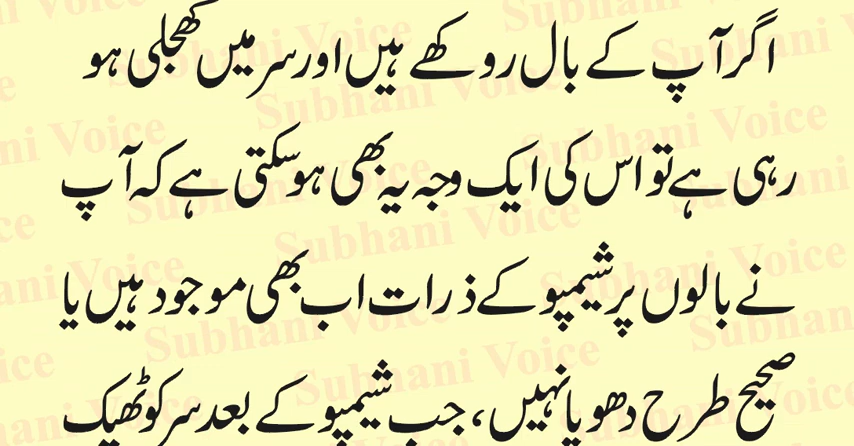 اگر آپ کے بال روکھے ہیں اور سر میں کھجلی ہو
رہی ہے تو اس کی ایک وجہ یہ بھی ہو سکتی ہے کہ آپ
نے بالوں پر شیمپو کے ذرات اب بھی موجود ہیں یا
صحیح طرح دھویا نہیں، جب شیمپو کے بعد سر کو ٹھیک